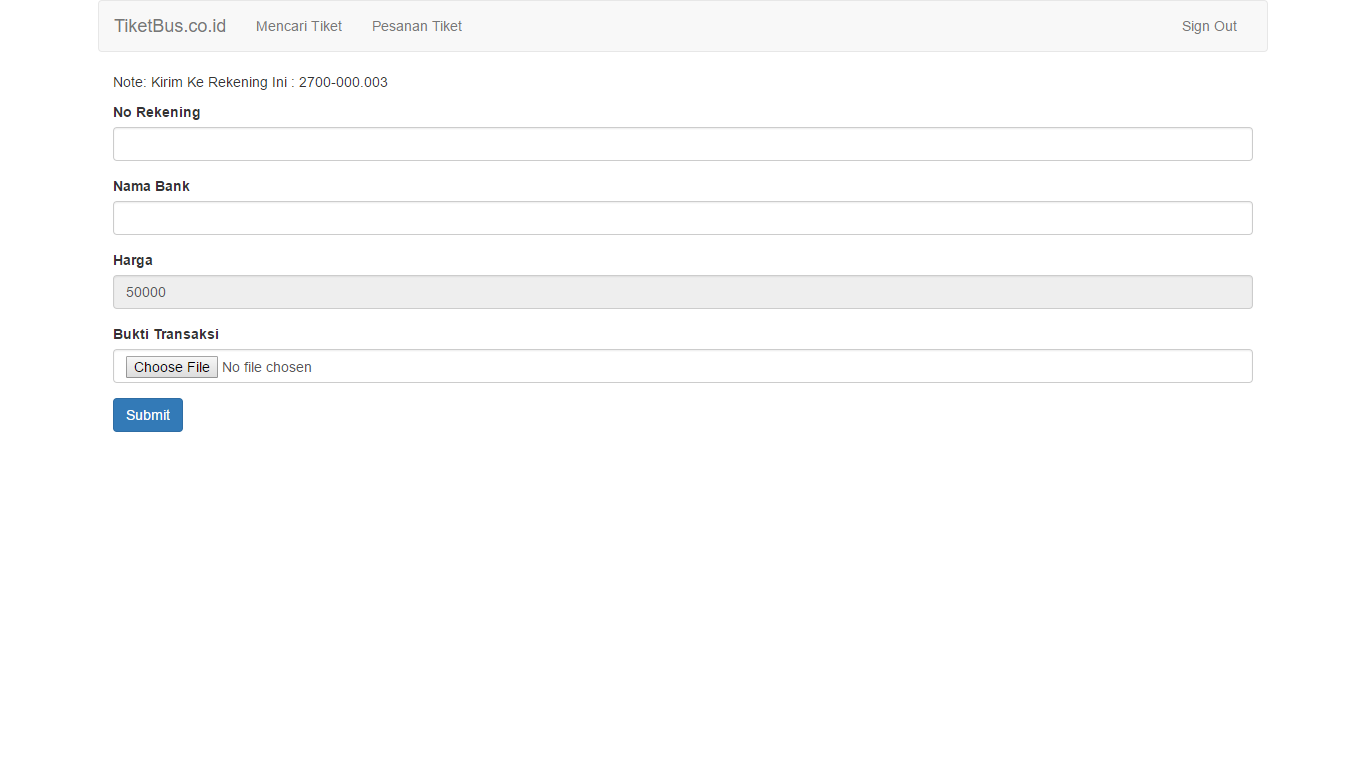 TiketBus.co.id Mencari Tiket Pesanan Tiket Sign Out
Note: Kirim Ke Rekening Ini : 2700-000.003
No Rekening
Nama Bank
Harga
50000
Bukti Transaksi
Choose File No file chosen
Submit